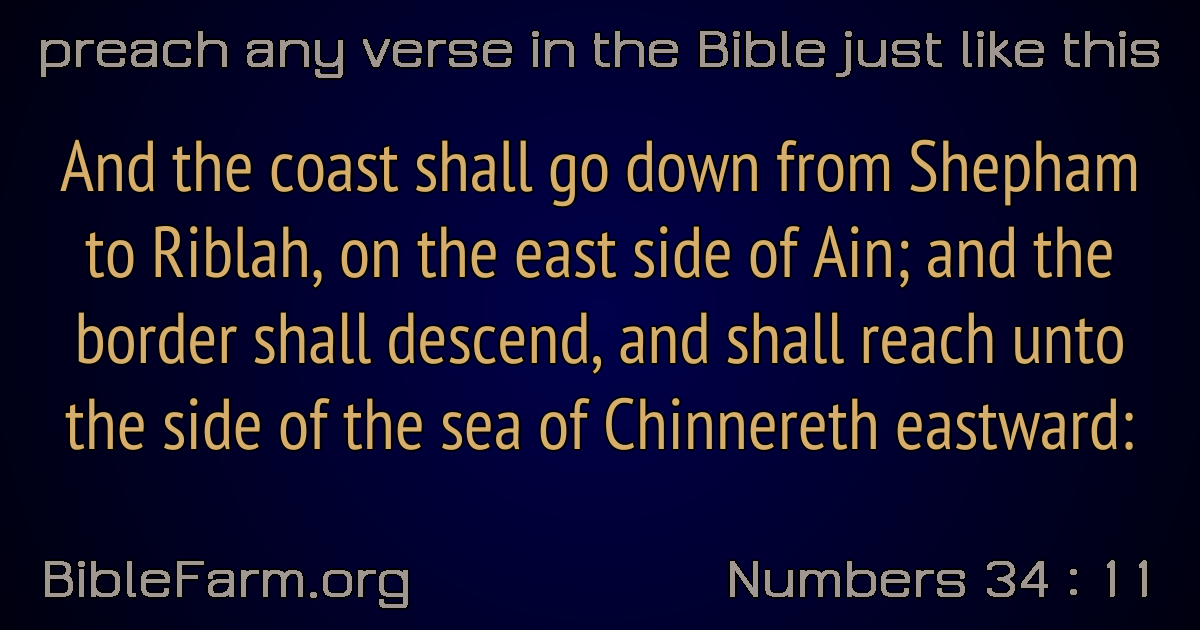 preach any verse in the Bible just like this
And the coast shall go down from Shepham
to Riblah, on the east side of Ain; and the
border shall descend, and shall reach unto
the side of the sea of Chinnereth eastward:
BibleFarm.org
Numbers 34 : 11